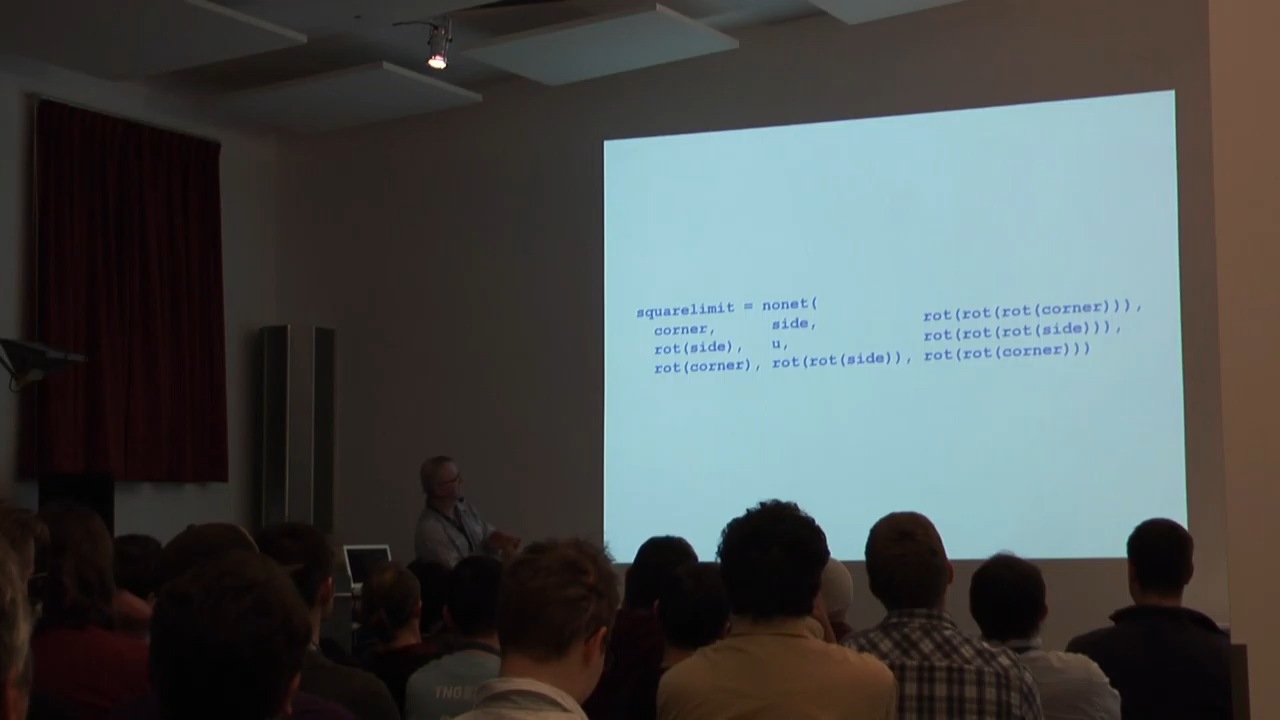 squarelimit = nonet(
corner, side, rot(rot(rot(corner))),
rot(side), u, rot(rot(rot(side))),
rot(corner), rot(rot(side)), rot(rot(corner)))